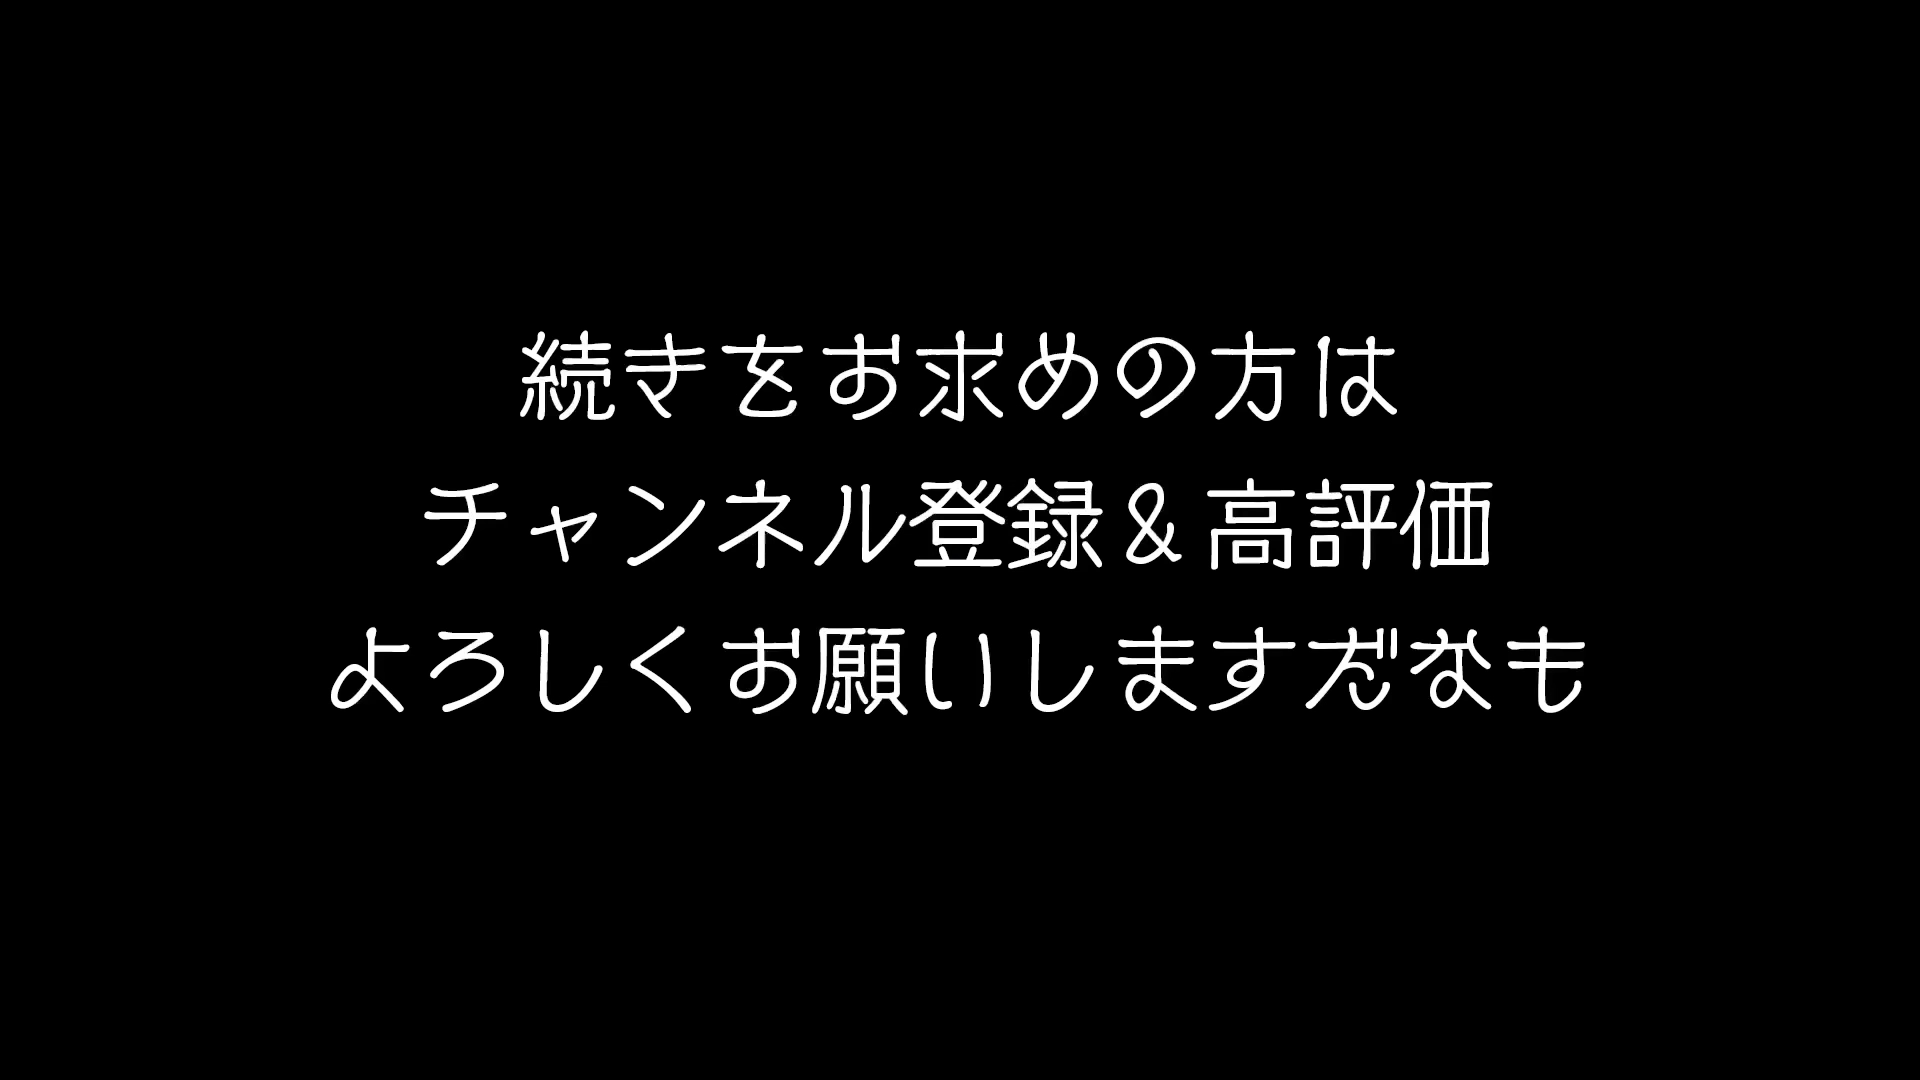 続きをお求めの方は
チャンネル登録＆高評価
よろしくお願いしますだなも